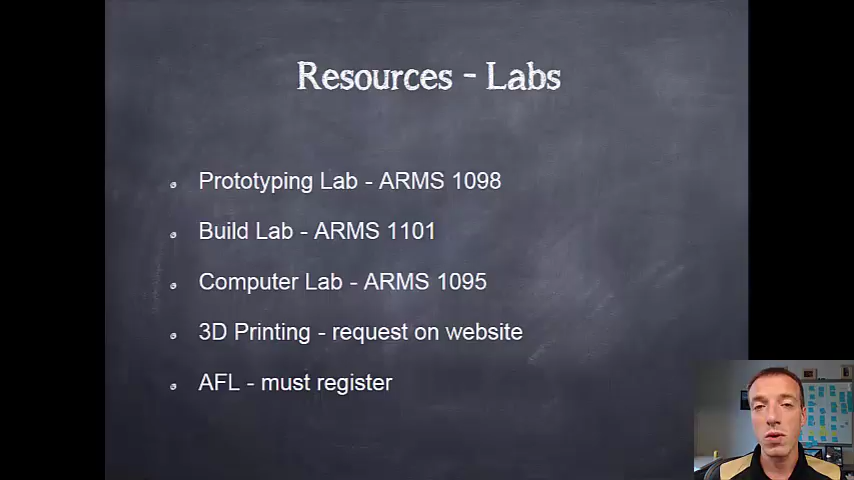 Resources - Labs
Prototyping Lab - ARMS 1098
Build Lab - ARMS 1101
Computer Lab - ARMS 1095
3D Printing - request on website
AFL - must register